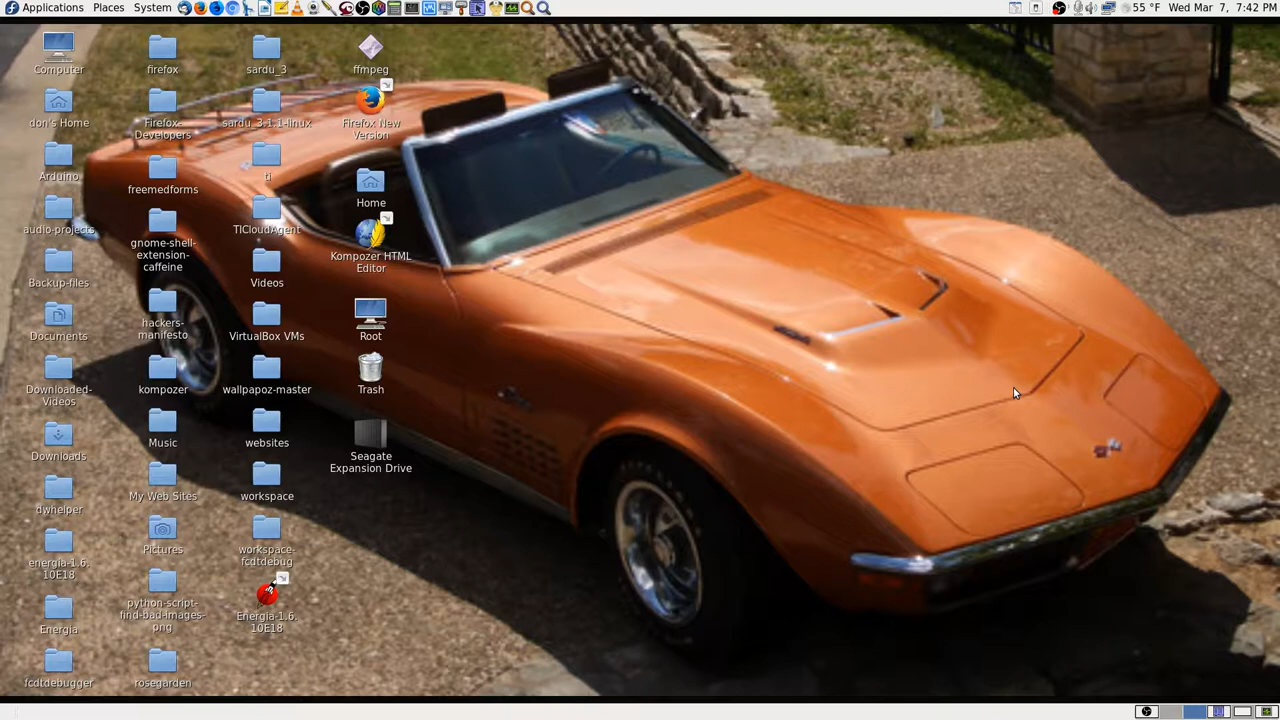 Applications Places System 55 °F Wed Mar 7, 7:42 PM
Computer
don's Home
Arduino
audio-projects
Backup-files
Documents
Downloaded-
Videos
Downloads
dwhelper
energia-1.6.
10E18
Energia
fcdtdebugger
firefox
Firefox-
Developers
freemedforms
gnome-shell-
extension-
caffeine
hackers-
manifesto
kompozer
Music
My Web Sites
Pictures
python-script-
find-bad-images-
png
rosegarden
sardu_3
sardu_3.1.1-linux
ti
TICloudAgent
Videos
VirtualBox VMs
wallpapoz-master
websites
workspace
workspace-
fcdtdebug
Energia-1.6.
10E18
ffmpeg
Firefox New
Version
Home
Kompozer HTML
Editor
Root
Trash
Seagate
Expansion Drive